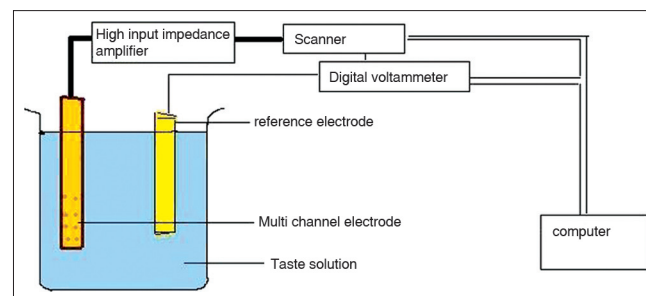 High input impedance
amplifier
Scanner
Digital voltammeter
reference electrode
Multi channel electrode
computer
Taste solution